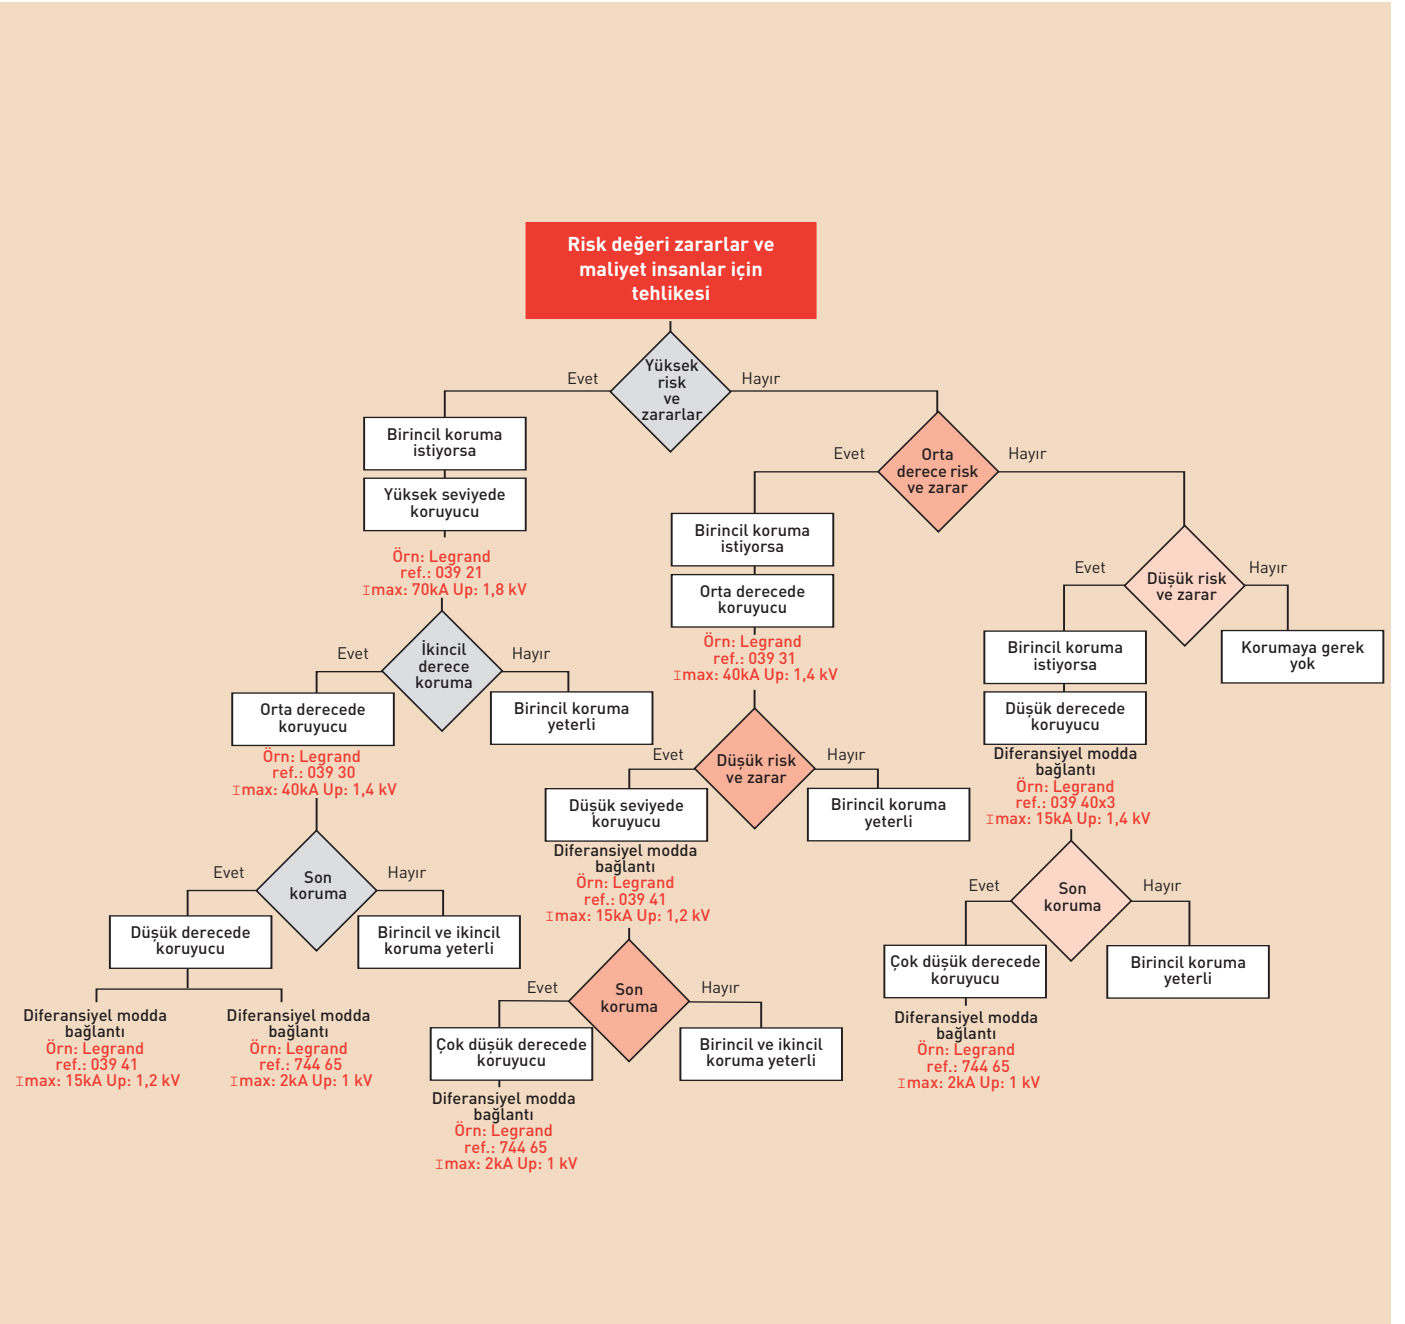 Risk değeri zararlar ve
maliyet insanlar için
tehlikesi
Yüksek
risk
ve
zararlar
Evet
Hayır
Birincil koruma
istiyorsa
Yüksek seviyede
koruyucu
Örn: Legrand
ref.: 039 21
Imax: 70kA Up: 1,8 kV
İkincil
derece
koruma
Evet
Hayır
Orta derecede
koruyucu
Örn: Legrand
ref.: 039 30
Imax: 40kA Up: 1,4 kV
Birincil koruma
yeterli
Son
koruma
Evet
Hayır
Düşük derecede
koruyucu
Birincil ve ikincil
koruma yeterli
Diferansiyel modda
bağlantı
Örn: Legrand
ref.: 039 41
Imax: 15kA Up: 1,2 kV
Diferansiyel modda
bağlantı
Örn: Legrand
ref.: 744 65
Imax: 2kA Up: 1 kV
Orta
derece risk
ve zarar
Evet
Hayır
Birincil koruma
istiyorsa
Orta derecede
koruyucu
Örn: Legrand
ref.: 039 31
Imax: 40kA Up: 1,4 kV
Düşük risk
ve zarar
Evet
Hayır
Düşük seviyede
koruyucu
Diferansiyel modda
bağlantı
Örn: Legrand
ref.: 039 41
Imax: 15kA Up: 1,2 kV
Birincil koruma
yeterli
Son
koruma
Evet
Hayır
Çok düşük derecede
koruyucu
Diferansiyel modda
bağlantı
Örn: Legrand
ref.: 744 65
Imax: 2kA Up: 1 kV
Birincil ve ikincil
koruma yeterli
Düşük risk
ve zarar
Evet
Hayır
Birincil koruma
istiyorsa
Düşük derecede
koruyucu
Diferansiyel modda
bağlantı
Örn: Legrand
ref.: 039 40x3
Imax: 15kA Up: 1,4 kV
Korumaya gerek
yok
Son
koruma
Evet
Hayır
Çok düşük derecede
koruyucu
Diferansiyel modda
bağlantı
Örn: Legrand
ref.: 744 65
Imax: 2kA Up: 1 kV
Birincil koruma
yeterli